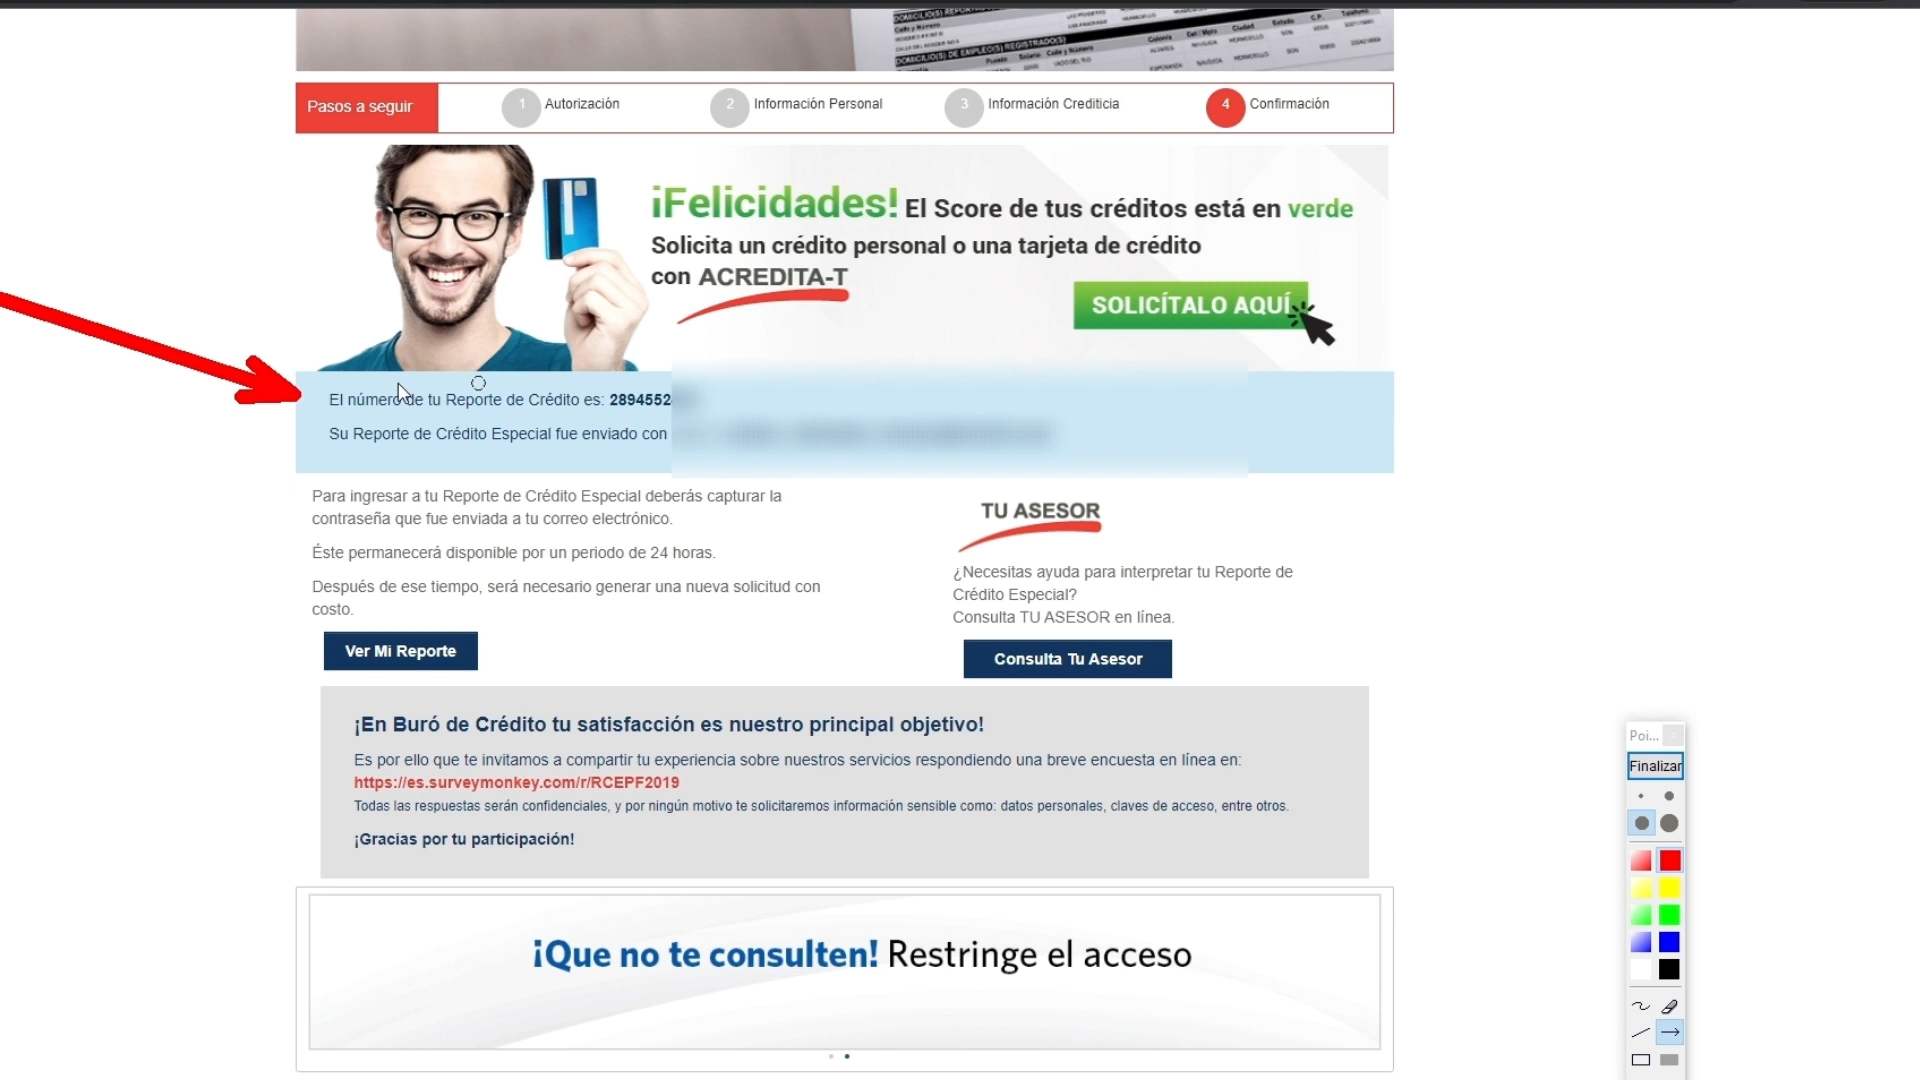 DOMICILIO(S) DE EMPLEO(S) REGISTRADO(S)
Pasos a seguir
1 Autorización
2 Información Personal
3 Información Crediticia
4 Confirmación
¡Felicidades! El Score de tus créditos está en verde
Solicita un crédito personal o una tarjeta de crédito
con ACREDITA-T
SOLICÍTALO AQUÍ
El número de tu Reporte de Crédito es: 2894552
Su Reporte de Crédito Especial fue enviado con
Para ingresar a tu Reporte de Crédito Especial deberás capturar la
contraseña que fue enviada a tu correo electrónico.
Éste permanecerá disponible por un periodo de 24 horas.
Después de ese tiempo, será necesario generar una nueva solicitud con
costo.
Ver Mi Reporte
TU ASESOR
¿Necesitas ayuda para interpretar tu Reporte de
Crédito Especial?
Consulta TU ASESOR en línea.
Consulta Tu Asesor
¡En Buró de Crédito tu satisfacción es nuestro principal objetivo!
Es por ello que te invitamos a compartir tu experiencia sobre nuestros servicios respondiendo una breve encuesta en línea en:
https://es.surveymonkey.com/r/RCEPF2019
Todas las respuestas serán confidenciales, y por ningún motivo te solicitaremos información sensible como: datos personales, claves de acceso, entre otros.
¡Gracias por tu participación!
¡Que no te consulten! Restringe el acceso
Poi...
Finalizar